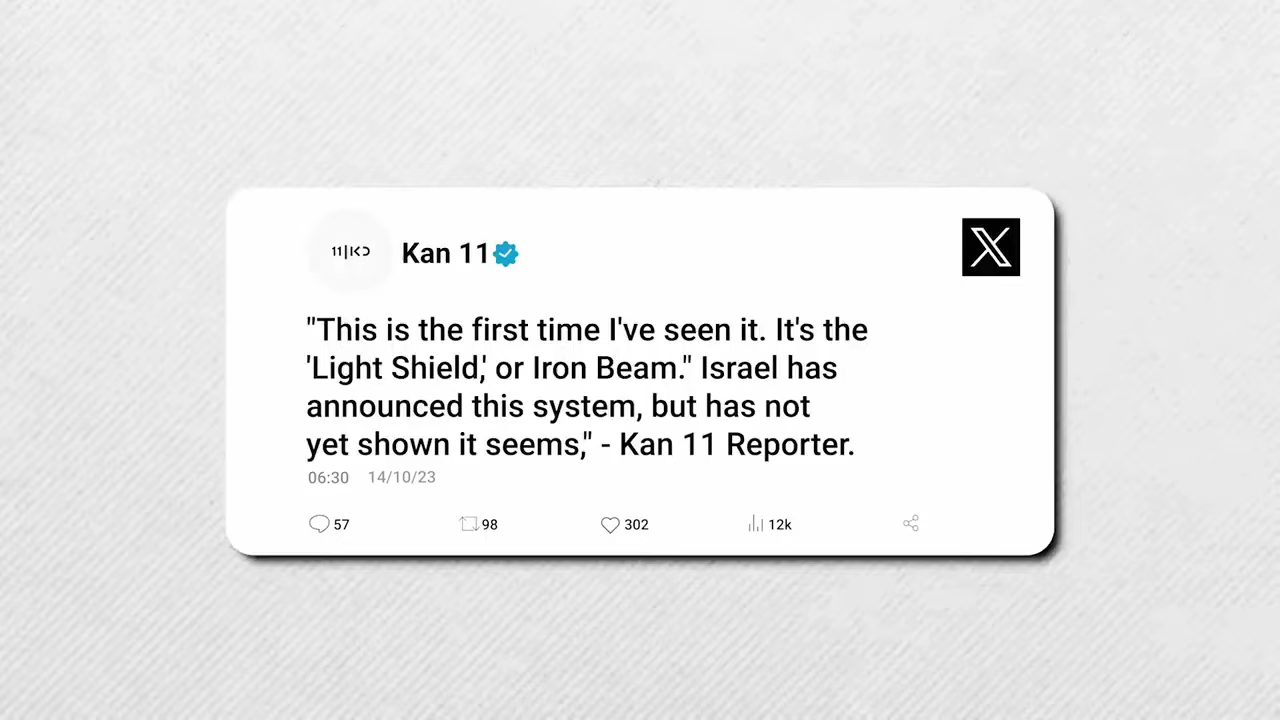 11|KD
Kan 11
X
"This is the first time I've seen it. It's the
'Light Shield,' or Iron Beam." Israel has
announced this system, but has not
yet shown it seems," - Kan 11 Reporter.
06:30 14/10/23
57 98 302 12k